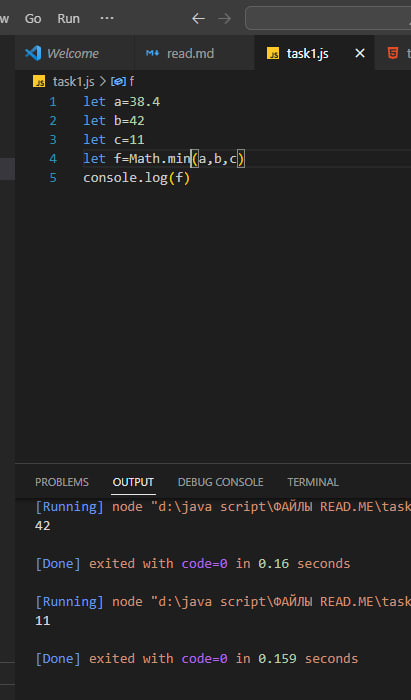 w Go Run ...
Welcome read.md task1.js
task1.js > f
1 let a=38.4
2 let b=42
3 let c=11
4 let f=Math.min(a,b,c)
5 console.log(f)
PROBLEMS OUTPUT DEBUG CONSOLE TERMINAL
[Running] node "d:\java script\ФАЙЛЫ READ.ME\task
42
[Done] exited with code=0 in 0.16 seconds
[Running] node "d:\java script\ФАЙЛЫ READ.ME\task
11
[Done] exited with code=0 in 0.159 seconds